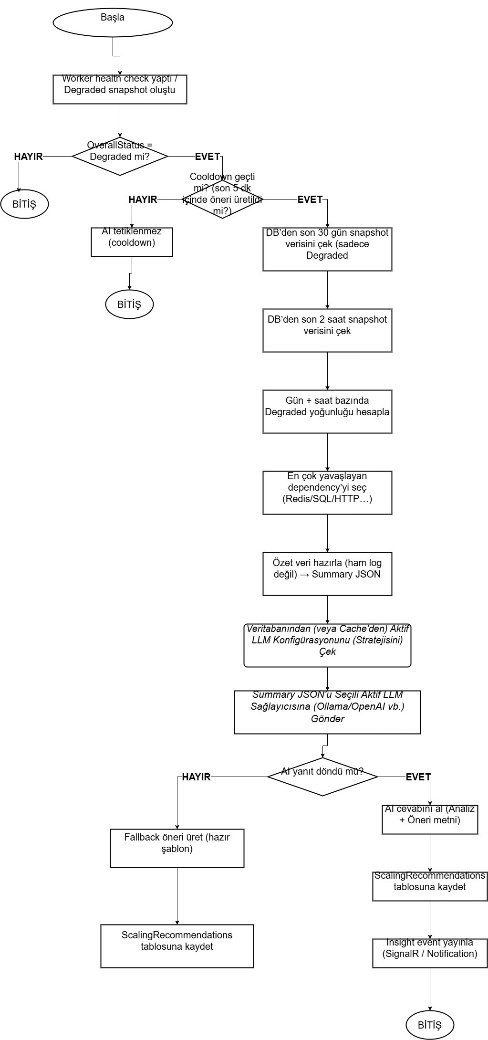 Başla
Worker health check yaptı /
Degraded snapshot oluştu
OverallStatus =
Degraded mi?
HAYIR
EVET
BİTİŞ
Cooldown geçti
mi? (son 5 dk
içinde öneri üretildi
mi?)
HAYIR
EVET
AI tetiklenmez
(cooldown)
BİTİŞ
DB'den son 30 gün snapshot
verisini çek (sadece
Degraded
DB'den son 2 saat snapshot
verisini çek
Gün + saat bazında
Degraded yoğunluğu hesapla
En çok yavaşlayan
dependency'yi seç
(Redis/SQL/HTTP…)
Özet veri hazırla (ham log
değil) → Summary JSON
Veritabanından (veya Cache'den) Aktif
LLM Konfigürasyonunu (Stratejisini)
Çek
Summary JSON'u Seçili Aktif LLM
Sağlayıcısına (Ollama/OpenAI vb.)
Gönder
AI yanıt döndü mü?
HAYIR
EVET
Fallback öneri üret (hazır
şablon)
ScalingRecommendations
tablosuna kaydet
AI cevabını al (Analiz
+ Öneri metni)
ScalingRecommendations
tablosuna kaydet
Insight event yayınla
(SignalR / Notification)
BİTİŞ